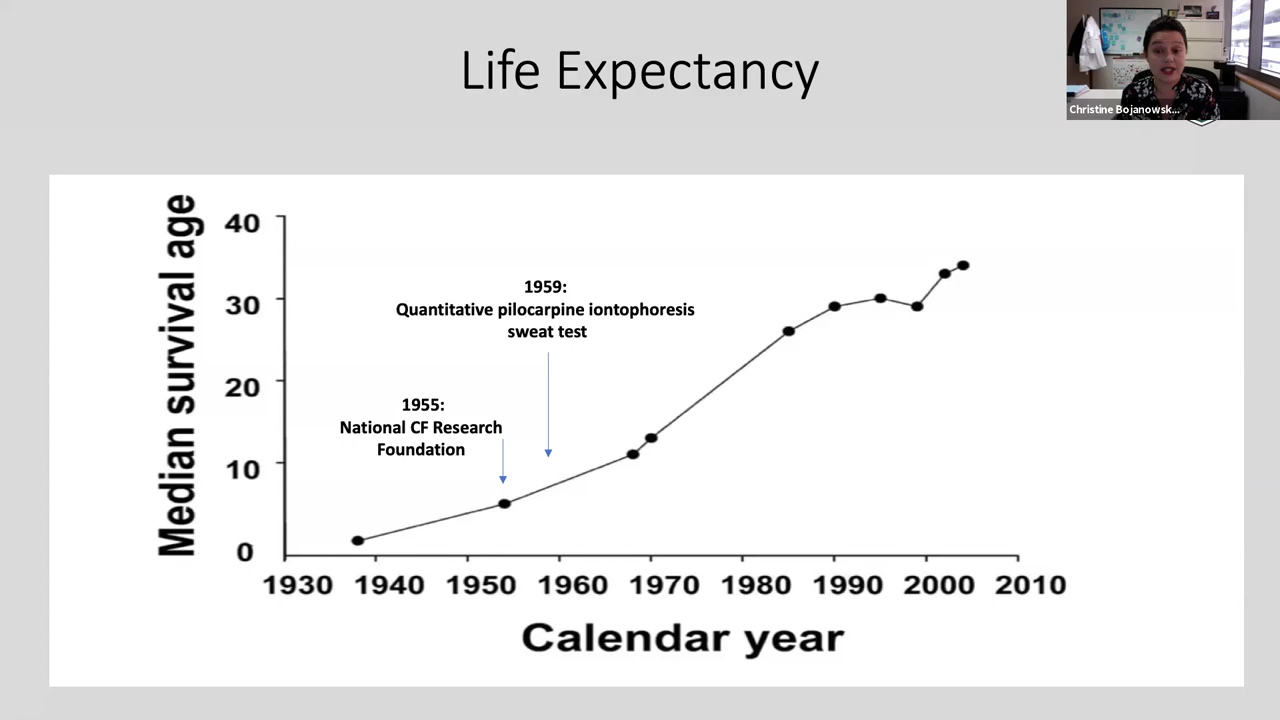 Life Expectancy
Christine Bojanowsk...
Median survival age
40
30
20
10
0
1959:
Quantitative pilocarpine iontophoresis
sweat test
1955:
National CF Research
Foundation
1930 1940 1950 1960 1970 1980 1990 2000 2010
Calendar year